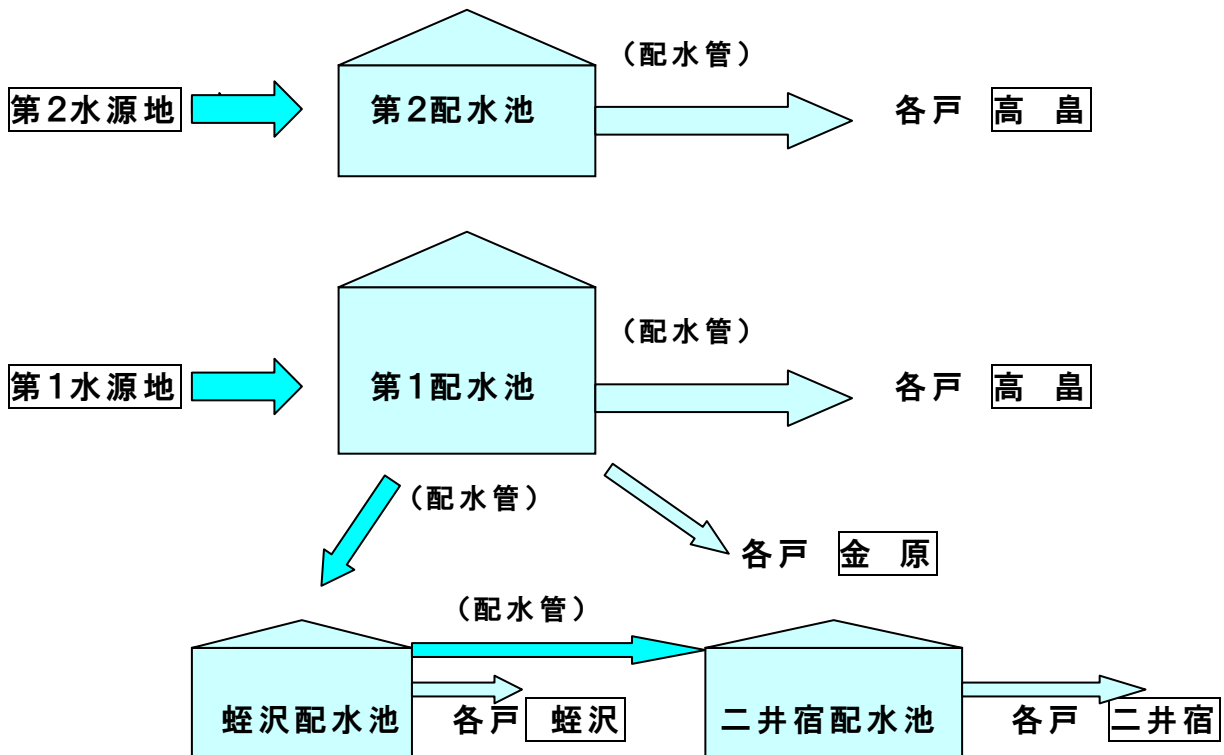 （配水管）
第2水源地 第2配水池 各戸 高 畠
（配水管）
第1水源地 第1配水池 各戸 高 畠
（配水管）
各戸 金 原
（配水管）
蛭沢配水池 各戸 蛭沢 二井宿配水池 各戸 二井宿